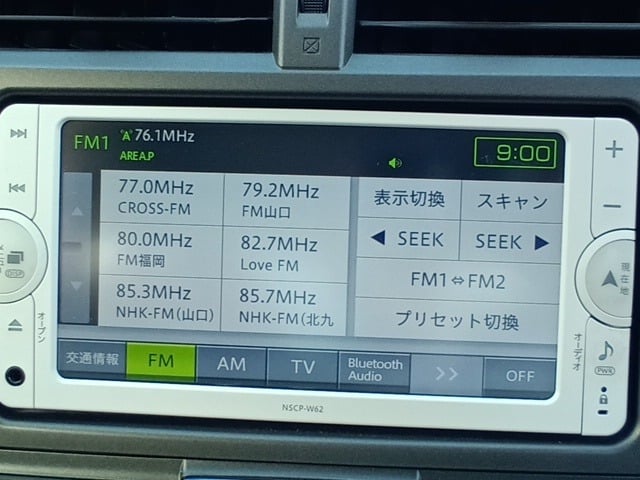 FM1 76.1MHz
AREA.P
9:00
77.0MHz
CROSS-FM
79.2MHz
FM山口
80.0MHz
FM福岡
82.7MHz
Love FM
85.3MHz
NHK-FM(山口)
85.7MHz
NHK-FM(北九
表示切換
スキャン
◀ SEEK
SEEK ▶
FM1⇔FM2
プリセット切換
交通情報
FM
AM
TV
Bluetooth
Audio
>>
OFF
NSCP-W62
DISP
オープン
現在地
オーディオ
PWR